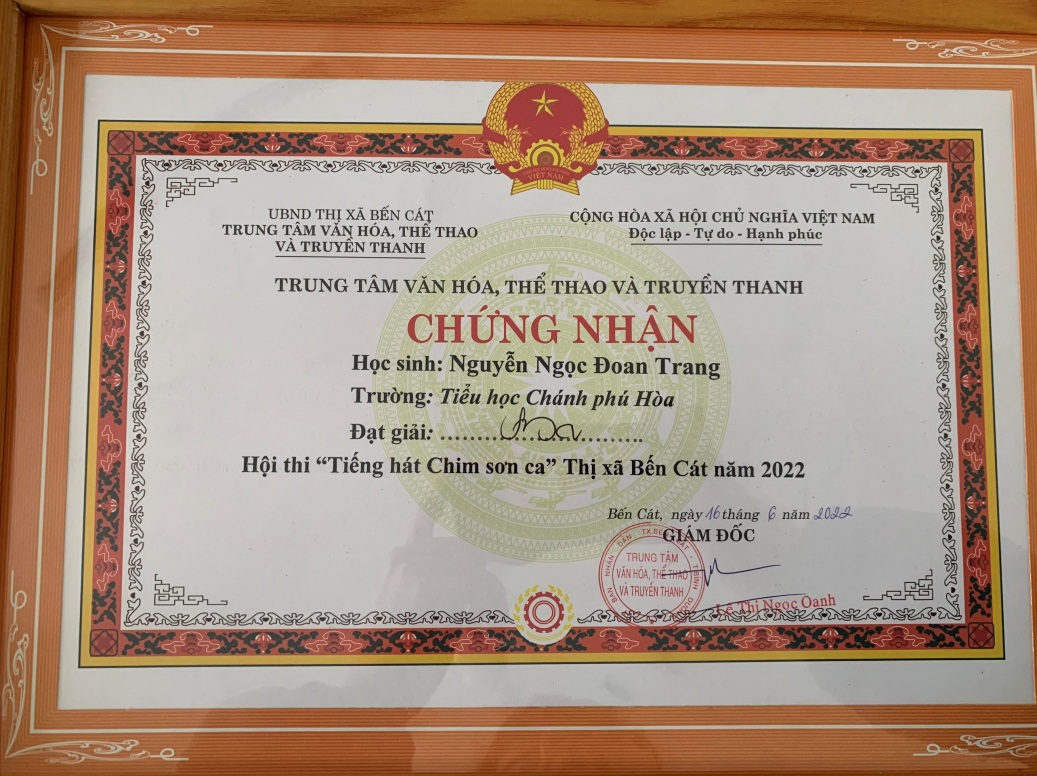 VIỆT NAM
UBND THỊ XÃ BẾN CÁT
TRUNG TÂM VĂN HÓA, THỂ THAO
VÀ TRUYỀN THANH
CỘNG HÒA XÃ HỘI CHỦ NGHĨA VIỆT NAM
Độc lập - Tự do - Hạnh phúc
TRUNG TÂM VĂN HÓA, THỂ THAO VÀ TRUYỀN THANH
CHỨNG NHẬN
Học sinh: Nguyễn Ngọc Đoan Trang
Trường: Tiểu học Chánh phú Hòa
Đạt giải: ....................
Hội thi “Tiếng hát Chim sơn ca” Thị xã Bến Cát năm 2022
Bến Cát, ngày 16 tháng 6 năm 2022
GIÁM ĐỐC
TRUNG TÂM
VĂN HÓA, THỂ THAO
VÀ TRUYỀN THANH
Lê Thị Ngọc Oanh